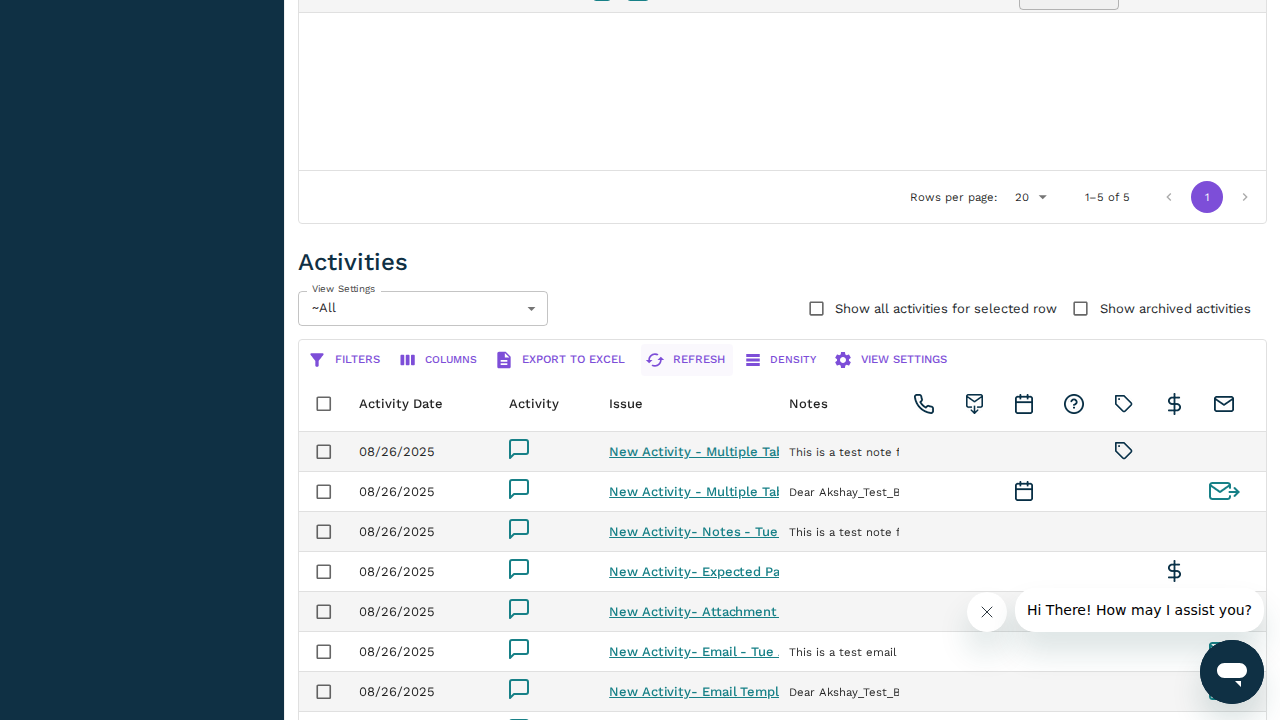 Rows per page: 20 1–5 of 5 1
Activities
View Settings
~All
Show all activities for selected row Show archived activities
FILTERS COLUMNS EXPORT TO EXCEL REFRESH DENSITY VIEW SETTINGS
Activity Date Activity Issue Notes
08/26/2025 New Activity - Multiple Tab This is a test note f
08/26/2025 New Activity - Multiple Tab Dear Akshay_Test_B
08/26/2025 New Activity- Notes - Tue This is a test note f
08/26/2025 New Activity- Expected Pa
08/26/2025 New Activity- Attachment
08/26/2025 New Activity- Email - Tue This is a test email
08/26/2025 New Activity- Email Templ Dear Akshay_Test_B
Hi There! How may I assist you?